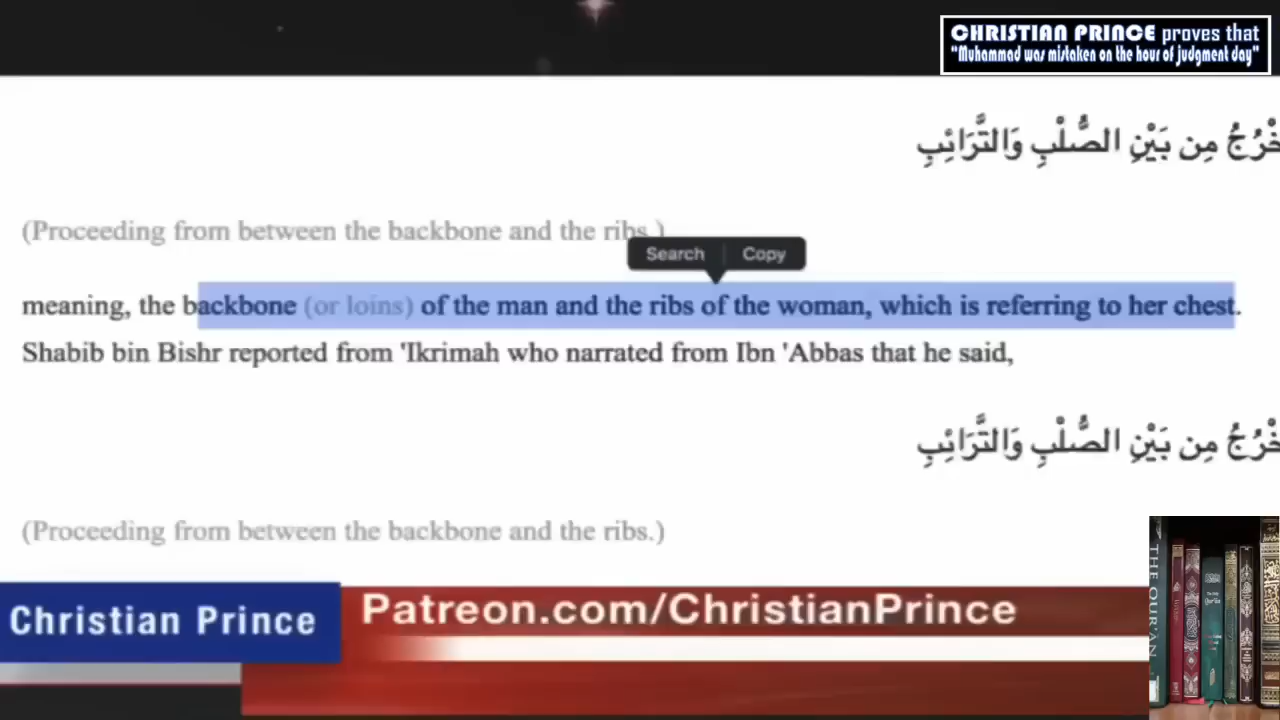 CHRISTIAN PRINCE proves that
"Muhammad was mistaken on the hour of judgment day"
خْرُجُ مِن بَيْنِ الصُّلْبِ وَالتَّرَائِبِ
(Proceeding from between the backbone and the ribs.)
Search Copy
meaning, the backbone (or loins) of the man and the ribs of the woman, which is referring to her chest.
Shabib bin Bishr reported from 'Ikrimah who narrated from Ibn 'Abbas that he said,
خْرُجُ مِن بَيْنِ الصُّلْبِ وَالتَّرَائِبِ
(Proceeding from between the backbone and the ribs.)
Christian Prince
Patreon.com/ChristianPrince
THE QUR'AN